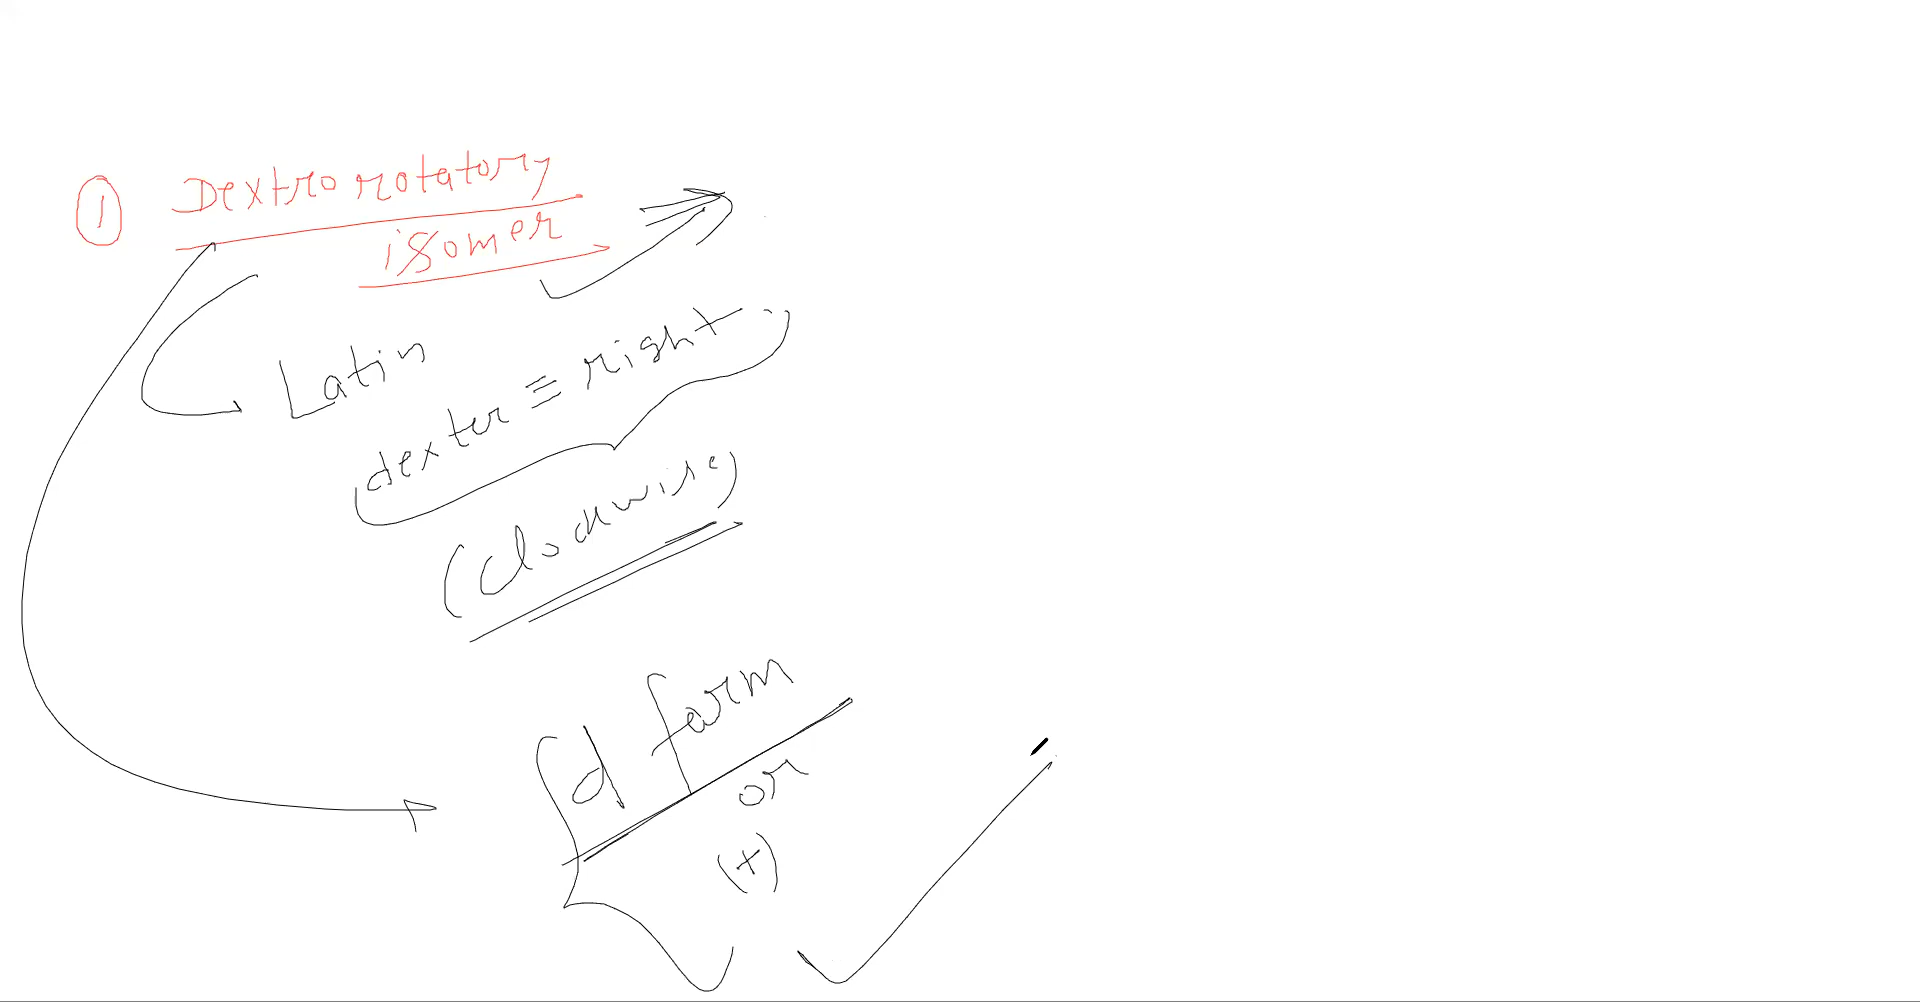 1 Dextrorotatory
isomer
Latin
dexter ≡ right
(clockwise)
d form
or
(+)